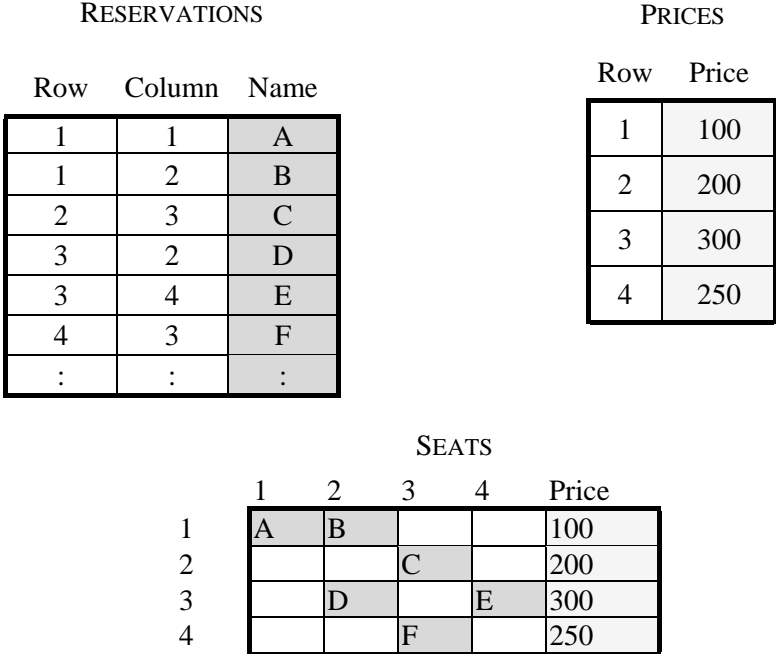 RESERVATIONS
Row Column Name
1 1 A
1 2 B
2 3 C
3 2 D
3 4 E
4 3 F
: : :
PRICES
Row Price
1 100
2 200
3 300
4 250
SEATS
1 2 3 4 Price
1 A B 100
2 C 200
3 D E 300
4 F 250